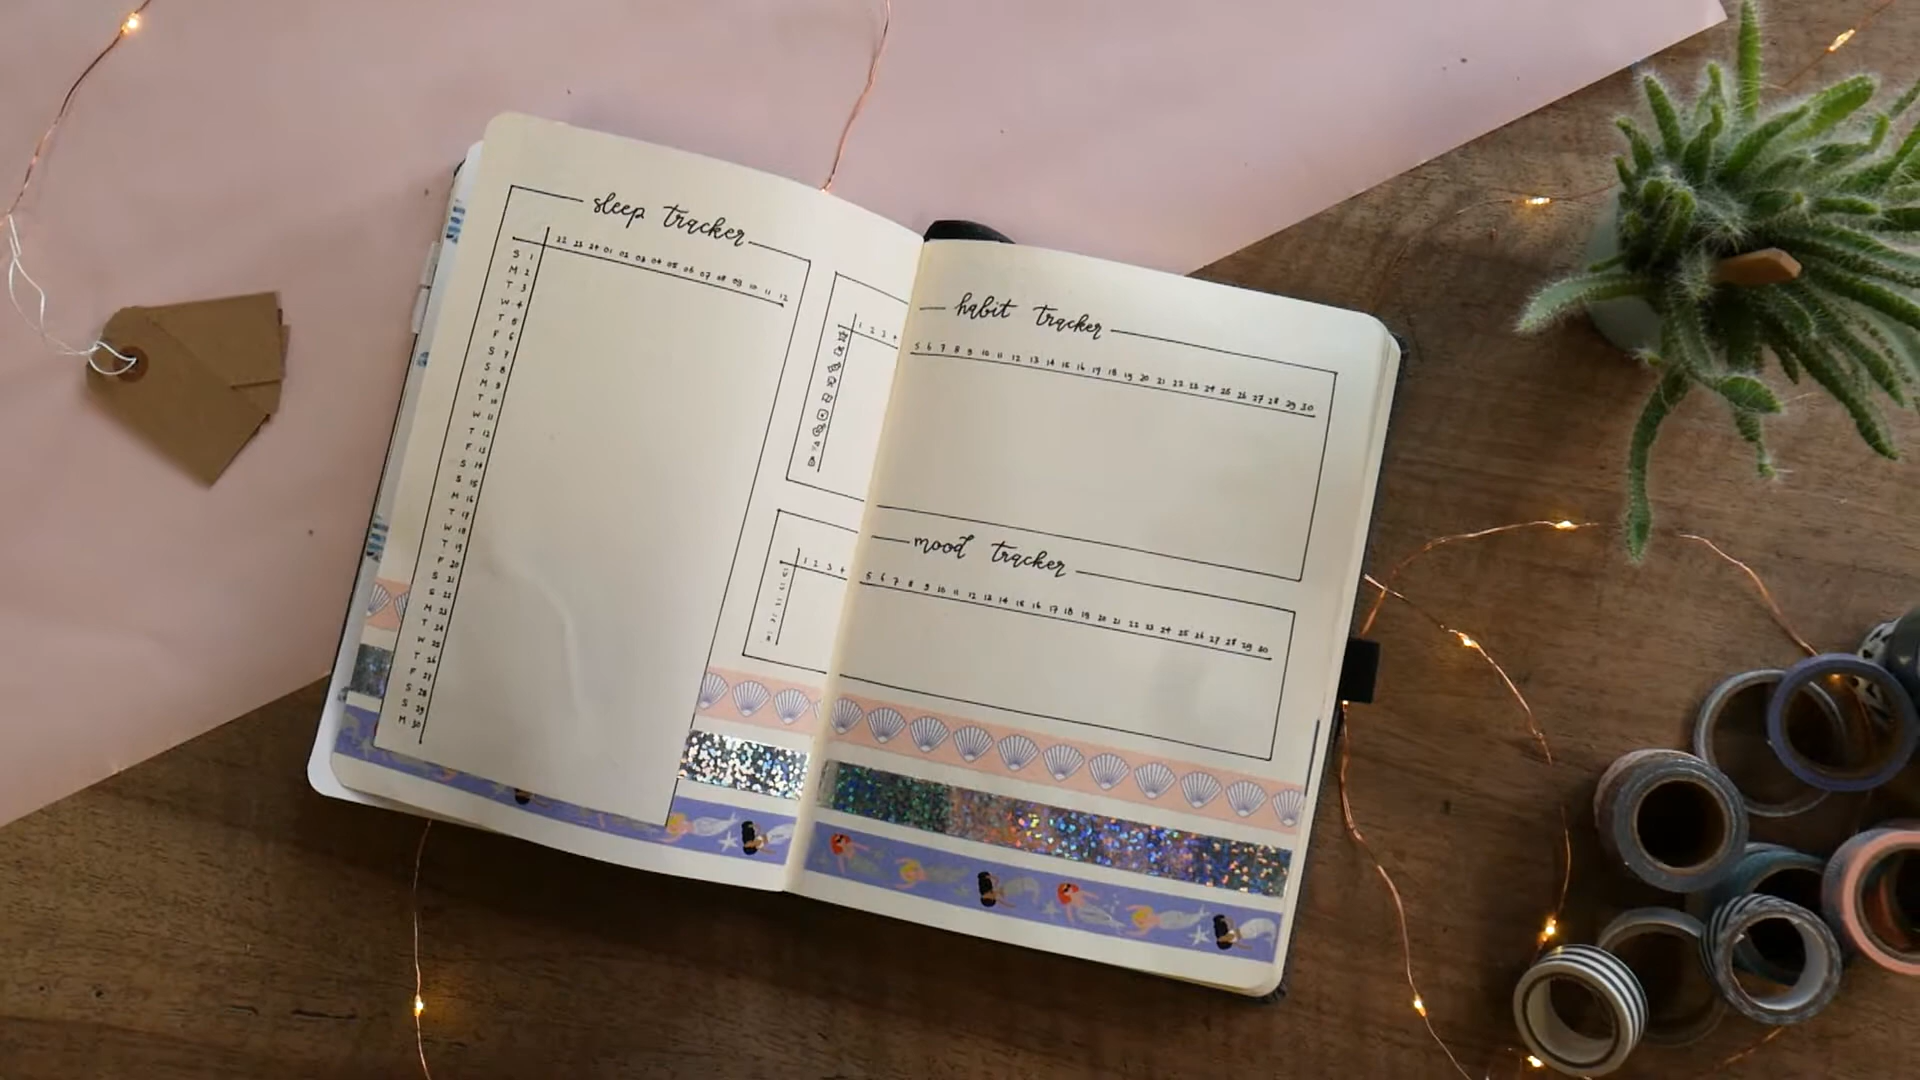 sleep tracker
22 23 24 01 02 03 04 05 06 07 08 09 10 11 12
S 1
M 2
T 3
W 4
T 5
F 6
S 7
S 8
M 9
T 10
W 11
T 12
F 13
S 14
S 15
M 16
T 17
W 18
T 19
F 20
S 21
S 22
M 23
T 24
W 25
T 26
F 27
S 28
S 29
M 30
habit tracker
1 2 3 4 5 6 7 8 9 10 11 12 13 14 15 16 17 18 19 20 21 22 23 24 25 26 27 28 29 30
mood tracker
1 2 3 4 5 6 7 8 9 10 11 12 13 14 15 16 17 18 19 20 21 22 23 24 25 26 27 28 29 30